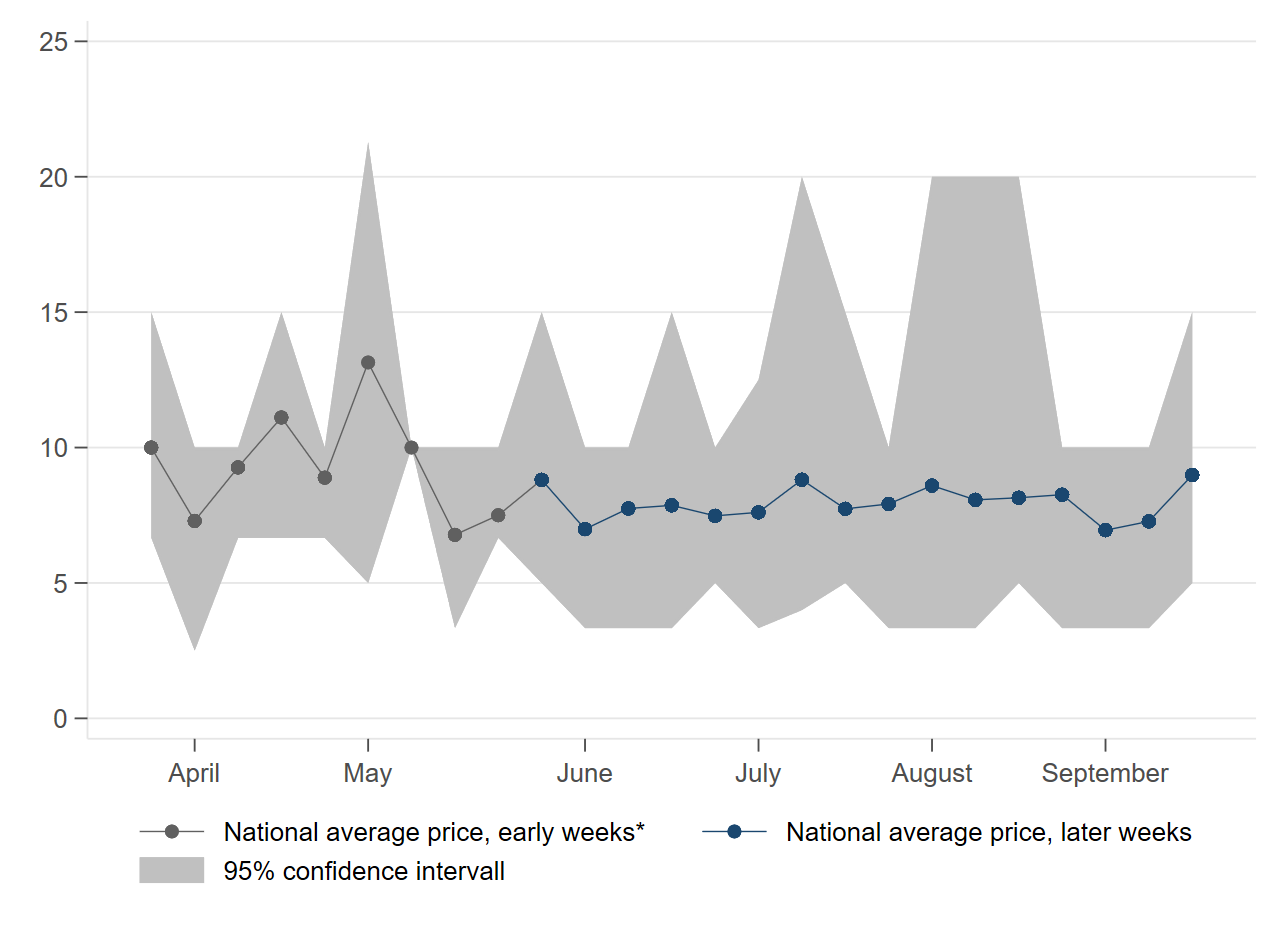 25
20
15
10
5
0
April May June July August September
National average price, early weeks* National average price, later weeks
95% confidence intervall